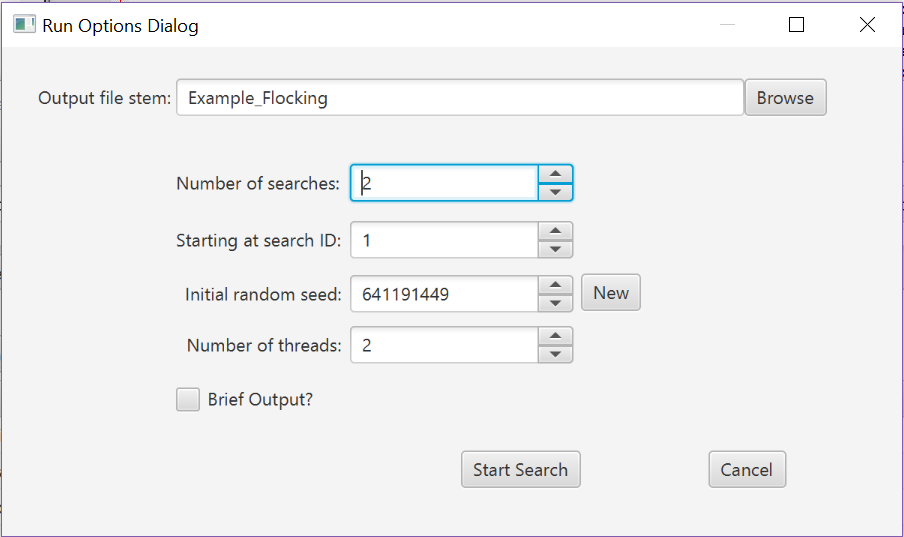 Run Options Dialog
Output file stem: Example_Flocking Browse
Number of searches: 2
Starting at search ID: 1
Initial random seed: 641191449 New
Number of threads: 2
Brief Output?
Start Search Cancel